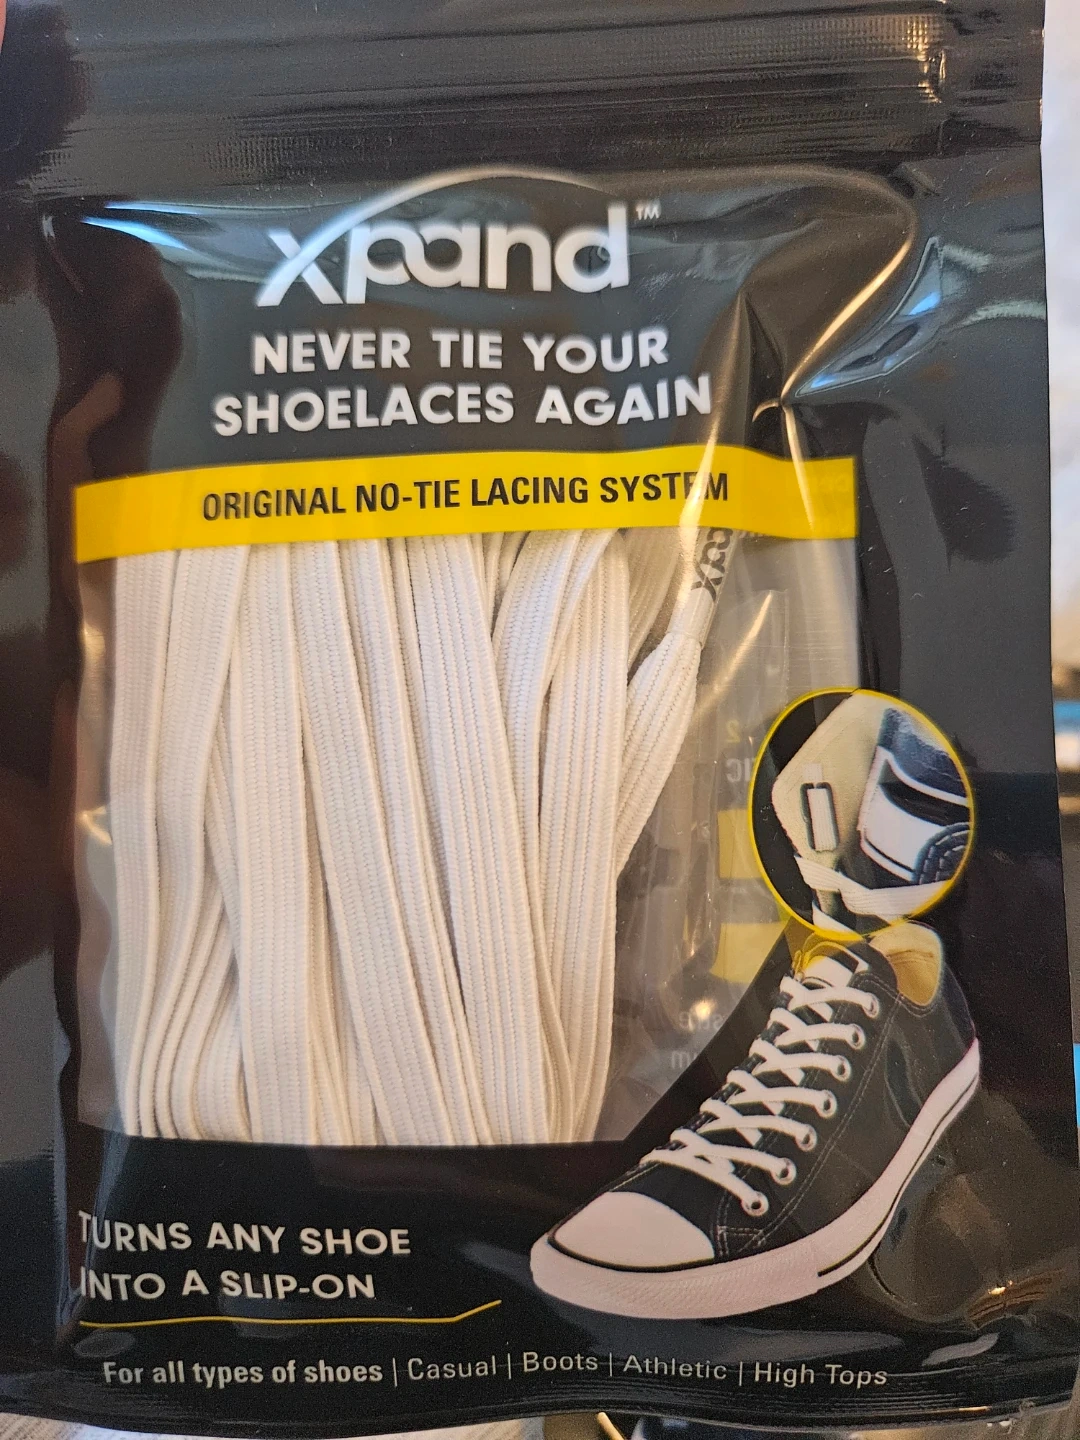 xpand™
NEVER TIE YOUR
SHOELACES AGAIN
ORIGINAL NO-TIE LACING SYSTEM
TURNS ANY SHOE
INTO A SLIP-ON
For all types of shoes | Casual | Boots | Athletic | High Tops